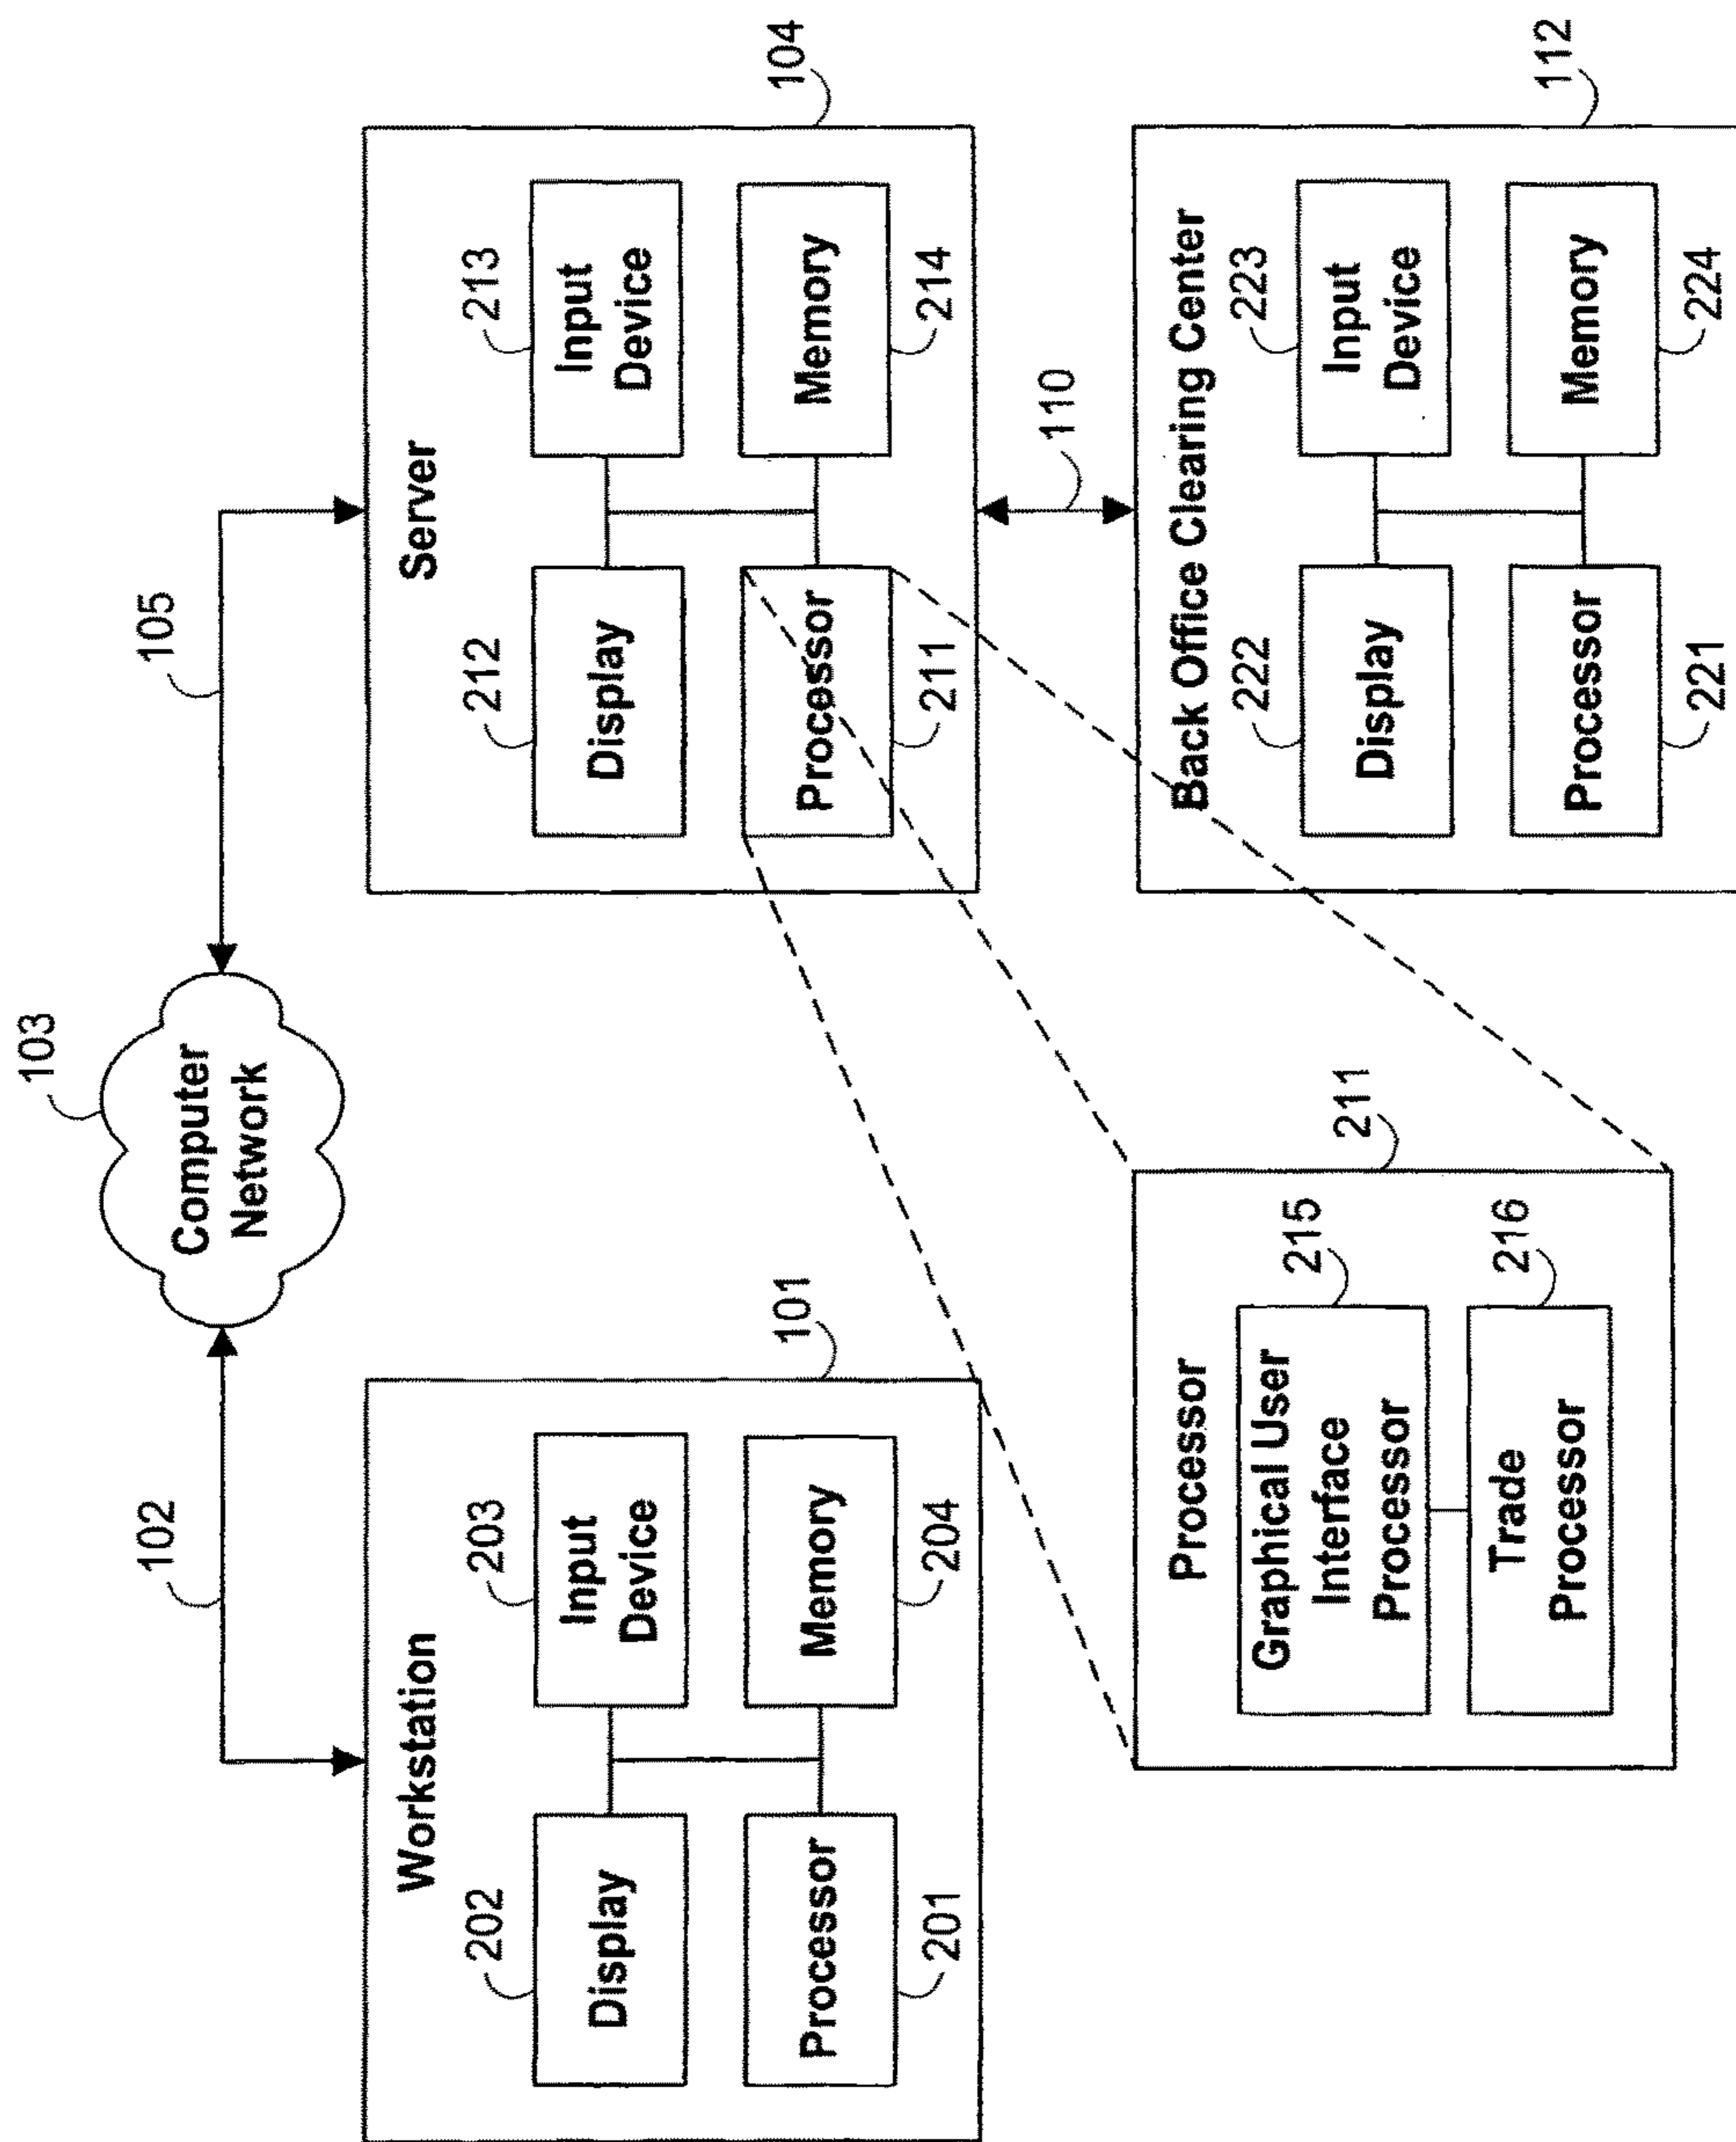 103
Computer
Network
102
105
Workstation
101
202
Display
203
Input
Device
Processor
201
Memory
204
Server
104
212
Display
213
Input
Device
Processor
211
Memory
214
110
Processor
211
Graphical User
Interface
Processor
215
Trade
Processor
216
Back Office Clearing Center
112
222
Display
223
Input
Device
Processor
221
Memory
224